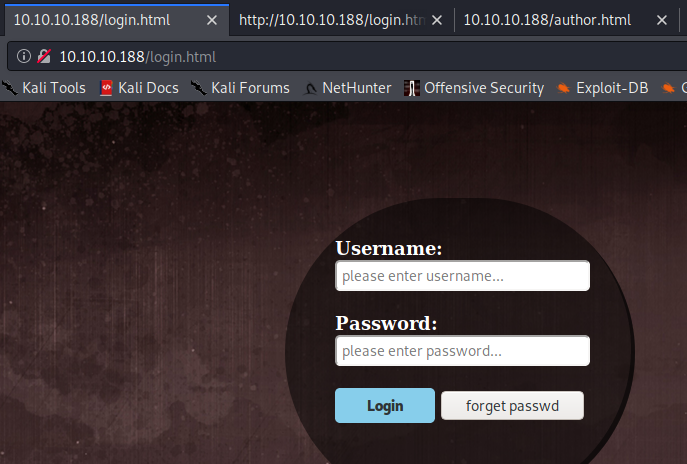 10.10.10.188/login.html
http://10.10.10.188/login.htm
10.10.10.188/author.html
10.10.10.188/login.html
Kali Tools
Kali Docs
Kali Forums
NetHunter
Offensive Security
Exploit-DB
Username:
please enter username...
Password:
please enter password...
Login
forget passwd